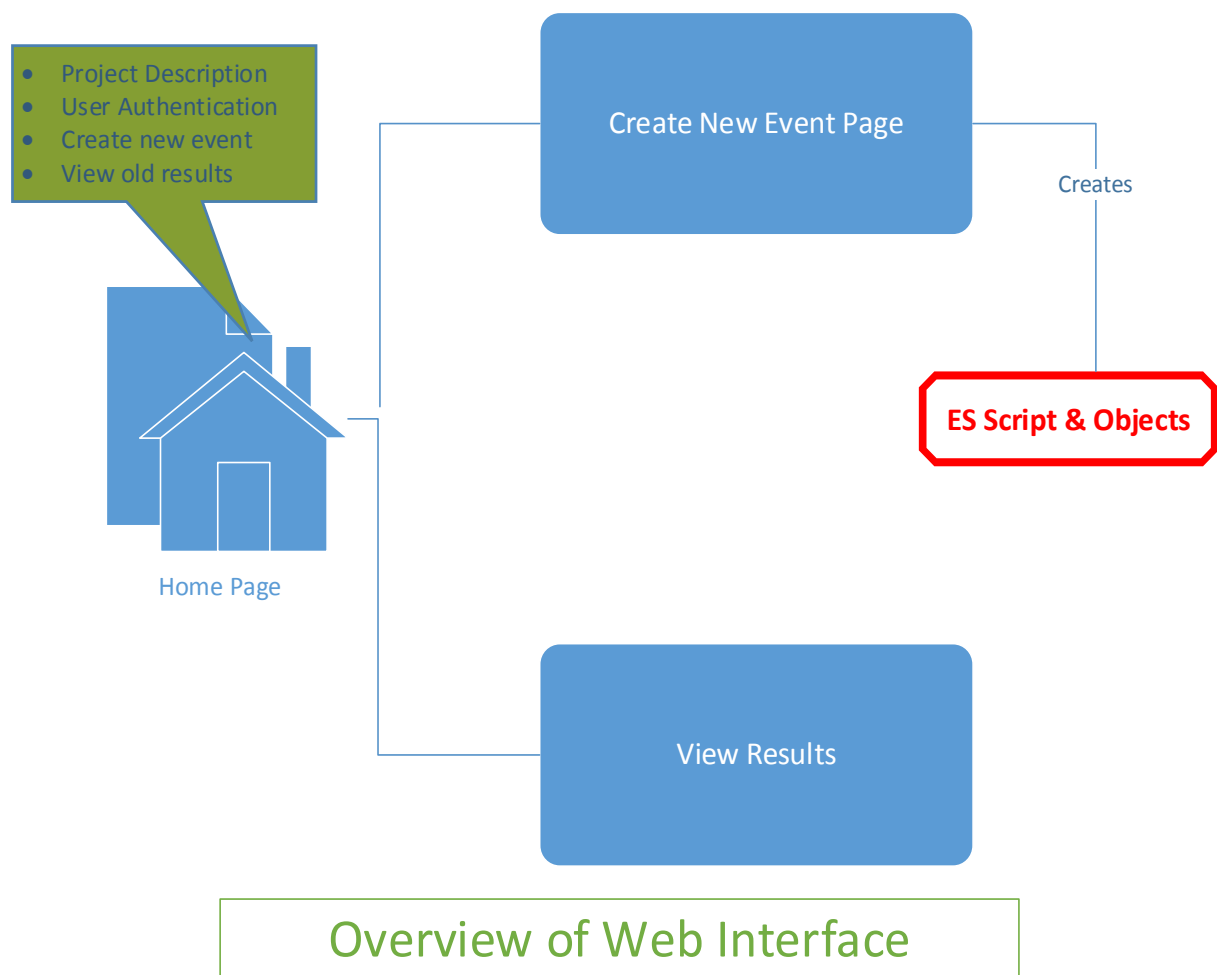 • Project Description
• User Authentication
• Create new event
• View old results
Create New Event Page
Creates
ES Script & Objects
Home Page
View Results
Overview of Web Interface